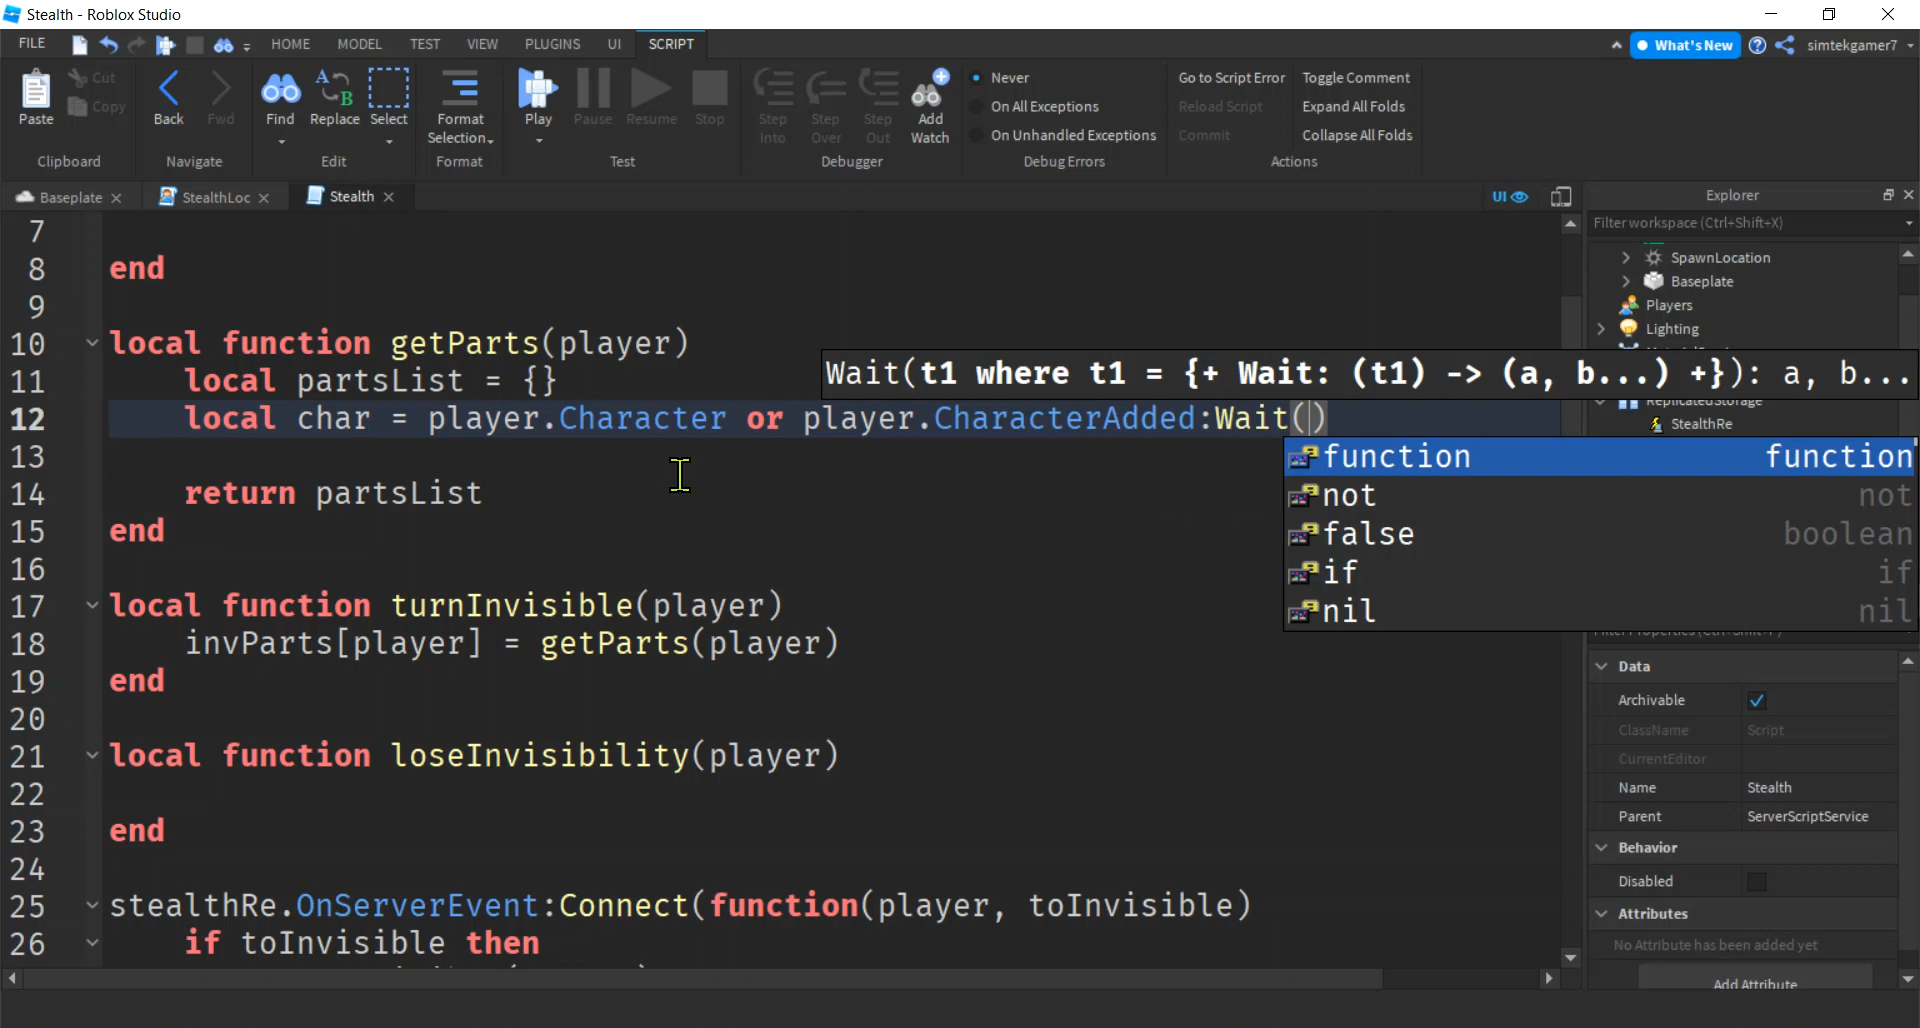 Stealth - Roblox Studio
FILE HOME MODEL TEST VIEW PLUGINS UI SCRIPT What's New simtekgamer7
Paste Cut Copy Back Fwd Find Replace Select Format Selection Play Pause Resume Stop Step Into Step Over Step Out Add Watch
Never Go to Script Error Toggle Comment
On All Exceptions Reload Script Expand All Folds
On Unhandled Exceptions Commit Collapse All Folds
Clipboard Navigate Edit Format Test Debugger Debug Errors Actions
Baseplate StealthLoc Stealth UI Explorer
Filter workspace (Ctrl+Shift+X)
SpawnLocation
Baseplate
Players
Lighting
ReplicatedStorage
StealthRe
7
8 end
9
10 local function getParts(player)
11 local partsList = {}
Wait(t1 where t1 = {+ Wait: (t1) -> (a, b...) +}): a, b...
12 local char = player.Character or player.CharacterAdded:Wait()
function function
not not
false boolean
if if
nil nil
13
14 return partsList
15 end
16
17 local function turnInvisible(player)
18 invParts[player] = getParts(player)
19 end
20
21 local function loseInvisibility(player)
22
23 end
24
25 stealthRe.OnServerEvent:Connect(function(player, toInvisible)
26 if toInvisible then
Data
Archivable
ClassName Script
CurrentEditor
Name Stealth
Parent ServerScriptService
Behavior
Disabled
Attributes
No Attribute has been added yet
Add Attribute